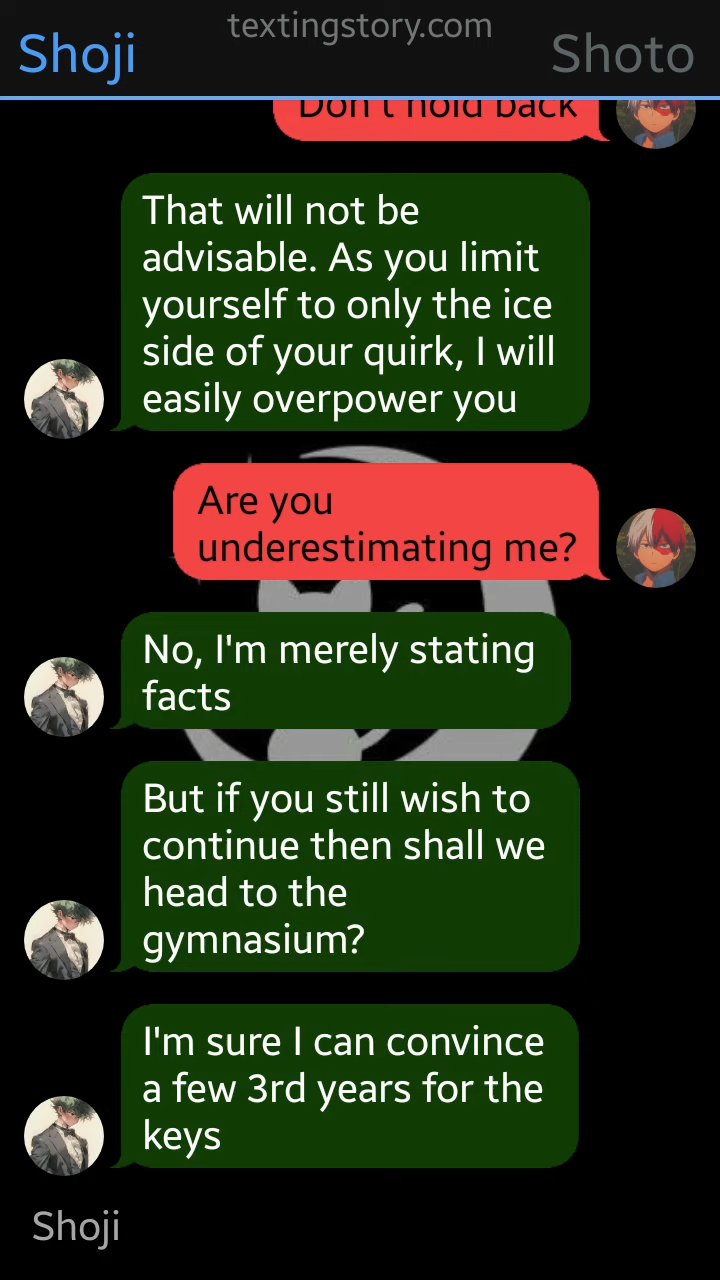 textingstory.com
Shoji
Shoto
Don't hold back
That will not be
advisable. As you limit
yourself to only the ice
side of your quirk, I will
easily overpower you
Are you
underestimating me?
No, I'm merely stating
facts
But if you still wish to
continue then shall we
head to the
gymnasium?
I'm sure I can convince
a few 3rd years for the
keys
Shoji